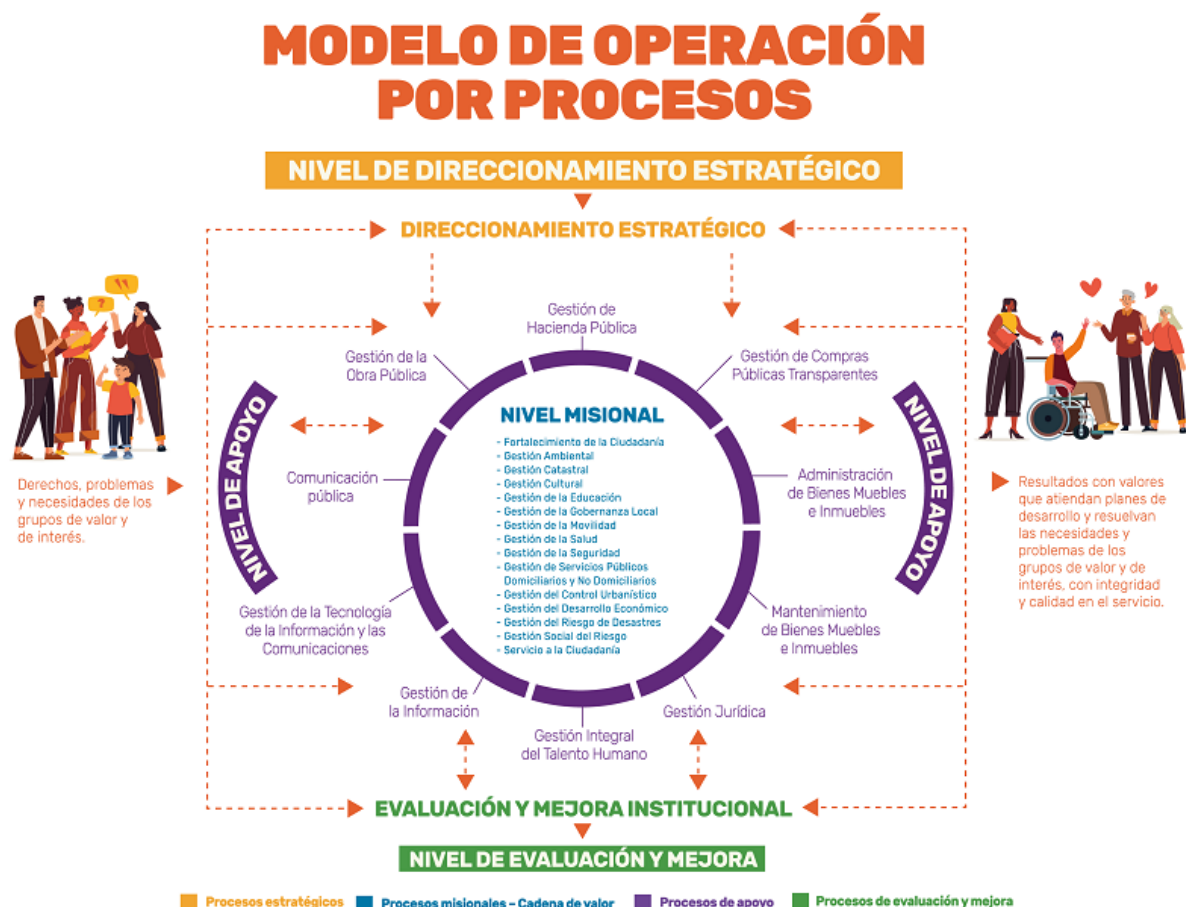 MODELO DE OPERACIÓN
POR PROCESOS
NIVEL DE DIRECCIONAMIENTO ESTRATÉGICO
DIRECCIONAMIENTO ESTRATÉGICO
Gestión de
Hacienda Pública
Gestión de la
Obra Pública
Gestión de Compras
Públicas Transparentes
NIVEL DE APOYO
NIVEL DE APOYO
?
Comunicación
pública
Administración
de Bienes Muebles
e Inmuebles
Derechos, problemas
y necesidades de los
grupos de valor y
de interés.
NIVEL MISIONAL
- Fortalecimiento de la Ciudadanía
- Gestión Ambiental
- Gestión Catastral
- Gestión Cultural
- Gestión de la Educación
- Gestión de la Gobernanza Local
- Gestión de la Movilidad
- Gestión de la Salud
- Gestión de la Seguridad
- Gestión de Servicios Públicos
Domiciliarios y No Domiciliarios
- Gestión del Control Urbanístico
- Gestión del Desarrollo Económico
- Gestión del Riesgo de Desastres
- Gestión Social del Riesgo
- Servicio a la Ciudadanía
Resultados con valores
que atiendan planes de
desarrollo y resuelvan
las necesidades y
problemas de los
grupos de valor y de
interés, con integridad
y calidad en el servicio.
Gestión de la Tecnología
de la Información y las
Comunicaciones
Mantenimiento
de Bienes Muebles
e Inmuebles
Gestión de
la Información
Gestión Jurídica
Gestión Integral
del Talento Humano
EVALUACIÓN Y MEJORA INSTITUCIONAL
NIVEL DE EVALUACIÓN Y MEJORA
Procesos estratégicos
Procesos misionales – Cadena de valor
Procesos de apoyo
Procesos de evaluación y mejora